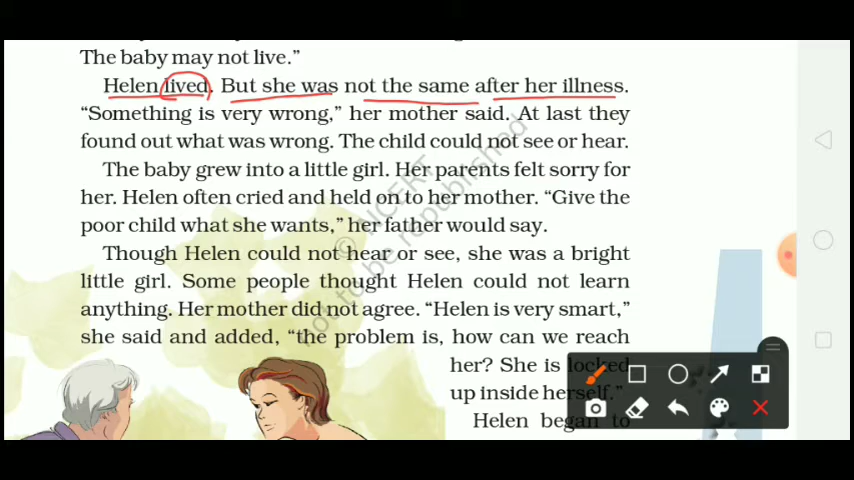 The baby may not live.”
Helen lived. But she was not the same after her illness.
“Something is very wrong,” her mother said. At last they
found out what was wrong. The child could not see or hear.
The baby grew into a little girl. Her parents felt sorry for
her. Helen often cried and held on to her mother. “Give the
poor child what she wants,” her father would say.
Though Helen could not hear or see, she was a bright
little girl. Some people thought Helen could not learn
anything. Her mother did not agree. “Helen is very smart,”
she said and added, “the problem is, how can we reach
her? She is locked
up inside herself.”
Helen began to
© NCERT
not to be republished